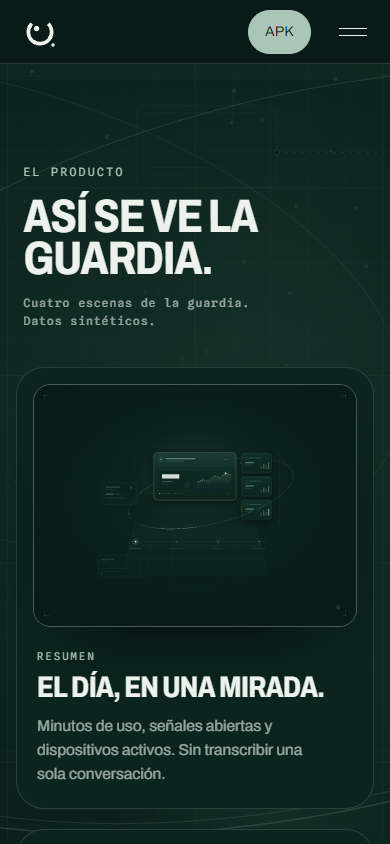 APK
EL PRODUCTO
ASÍ SE VE LA
GUARDIA.
Cuatro escenas de la guardia.
Datos sintéticos.
RESUMEN
EL DÍA, EN UNA MIRADA.
Minutos de uso, señales abiertas y
dispositivos activos. Sin transcribir una
sola conversación.